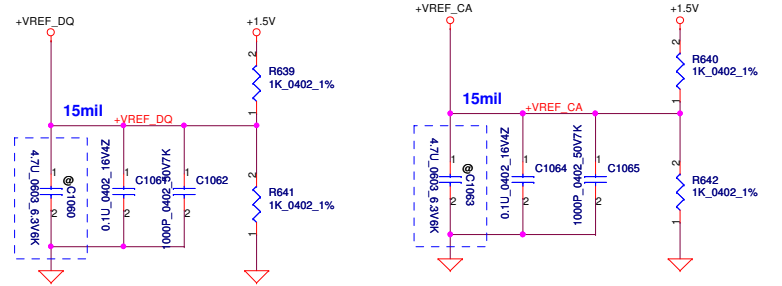 +VREF_DQ
+1.5V
2
R639
1K_0402_1%
1
15mil
+VREF_DQ
4.7U_0603_6.3V6K
@C1060
1
2
0.1U_0402_16V4Z
C1061
1
2
1000P_0402_50V7K
C1062
1
2
2
R641
1K_0402_1%
1
+VREF_CA
+1.5V
2
R640
1K_0402_1%
1
15mil
+VREF_CA
4.7U_0603_6.3V6K
@C1063
1
2
0.1U_0402_16V4Z
C1064
1
2
1000P_0402_50V7K
C1065
1
2
2
R642
1K_0402_1%
1